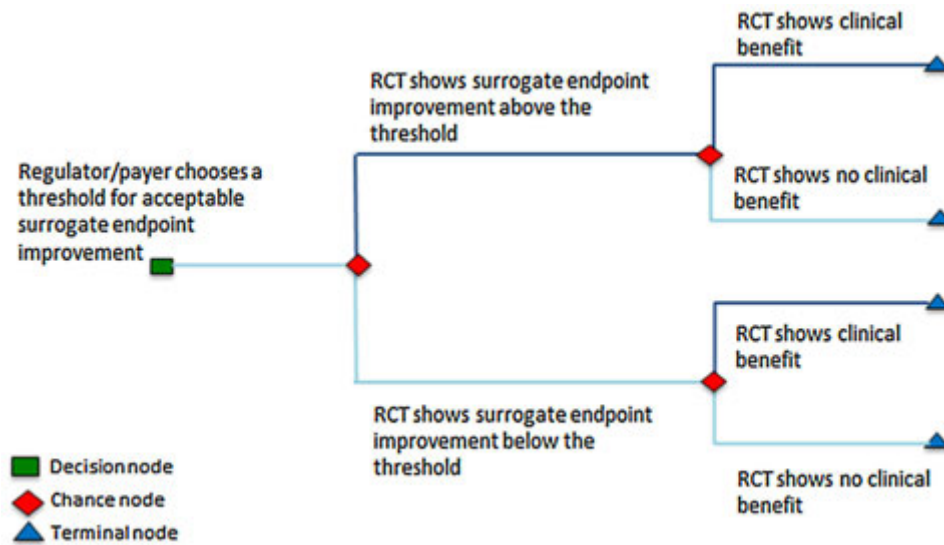 RCT shows clinical
benefit
RCT shows surrogate endpoint
improvement above the
threshold
Regulator/payer chooses a
threshold for acceptable
surrogate endpoint
improvement
RCT shows no clinical
benefit
RCT shows clinical
benefit
RCT shows surrogate endpoint
improvement below the
threshold
RCT shows no clinical
benefit
Decision node
Chance node
Terminal node